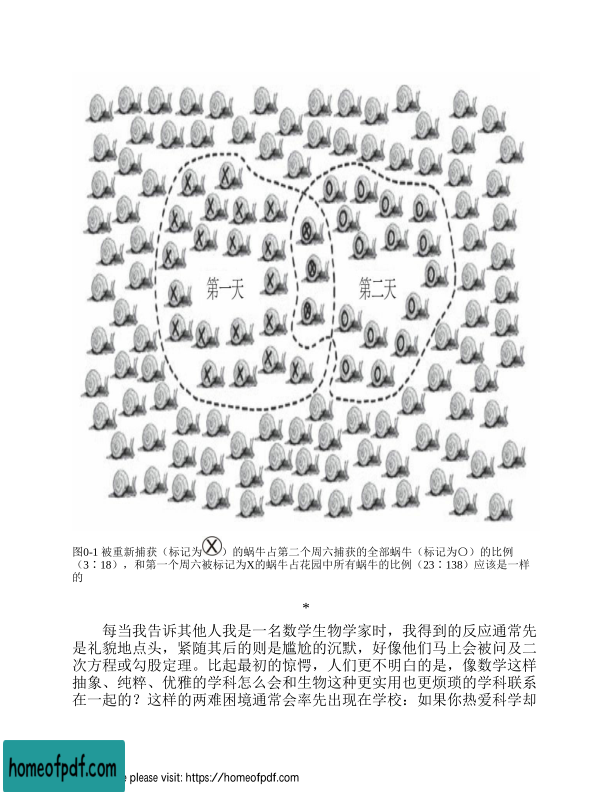 第一天
第二天
图0-1 被重新捕获（标记为Ⓧ）的蜗牛占第二个周六捕获的全部蜗牛（标记为〇）的比例
（3∶18），和第一个周六被标记为X的蜗牛占花园中所有蜗牛的比例（23∶138）应该是一样
的
*
每当我告诉其他人我是一名数学生物学家时，我得到的反应通常先
是礼貌地点头，紧随其后的则是尴尬的沉默，好像他们马上会被问及二
次方程或勾股定理。比起最初的惊愕，人们更不明白的是，像数学这样
抽象、纯粹、优雅的学科怎么会和生物这种更实用也更烦琐的学科联系
在一起的？这样的两难困境通常会率先出现在学校：如果你热爱科学却
homeofpdf.com
please visit: https://homeofpdf.com